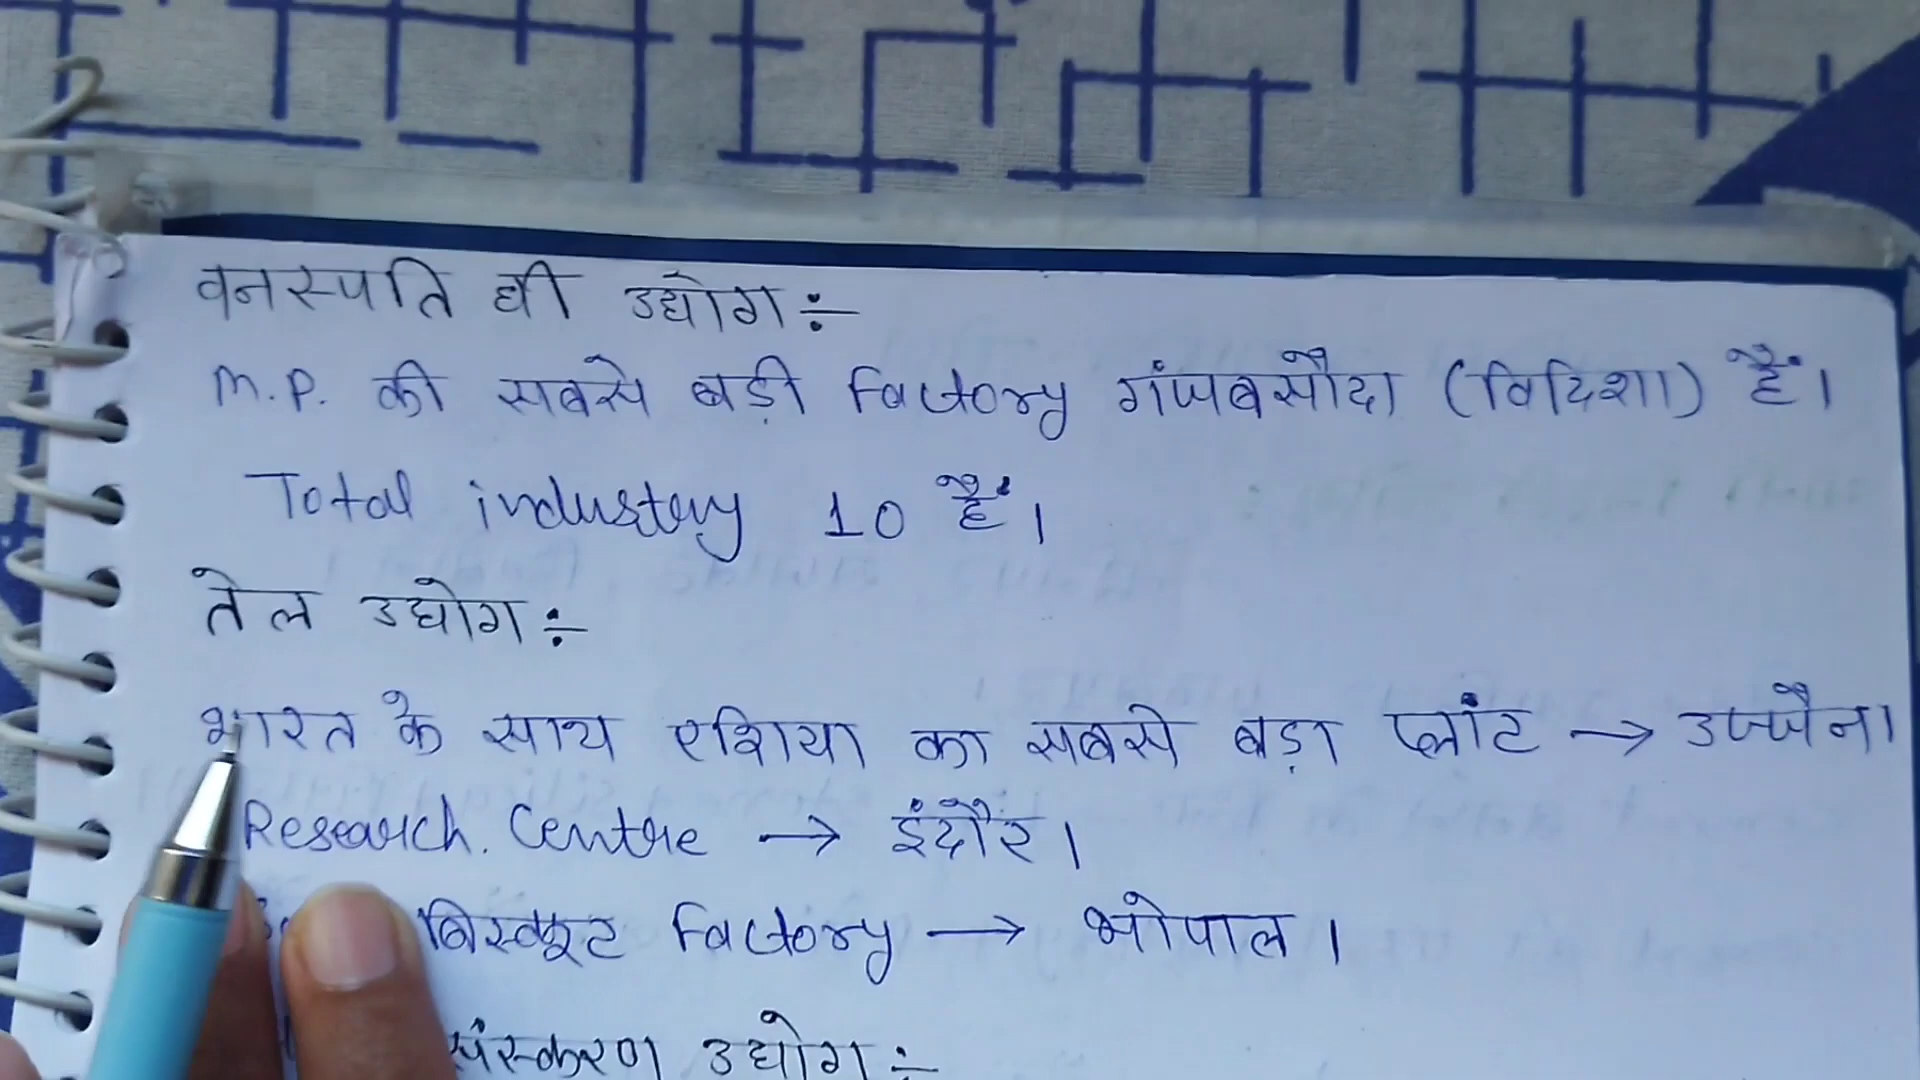 वनस्पति घी उद्योग :-
M.P. की सबसे बड़ी Factory गंजबसौदा (विदिशा) है।
Total industry 10 हैं।
तेल उद्योग :-
भारत के साथ एशिया का सबसे बड़ा प्लांट → उज्जैन।
Research. Centre → इंदौर।
बिस्कूट Factory → भोपाल।
संस्करण उद्योग :-